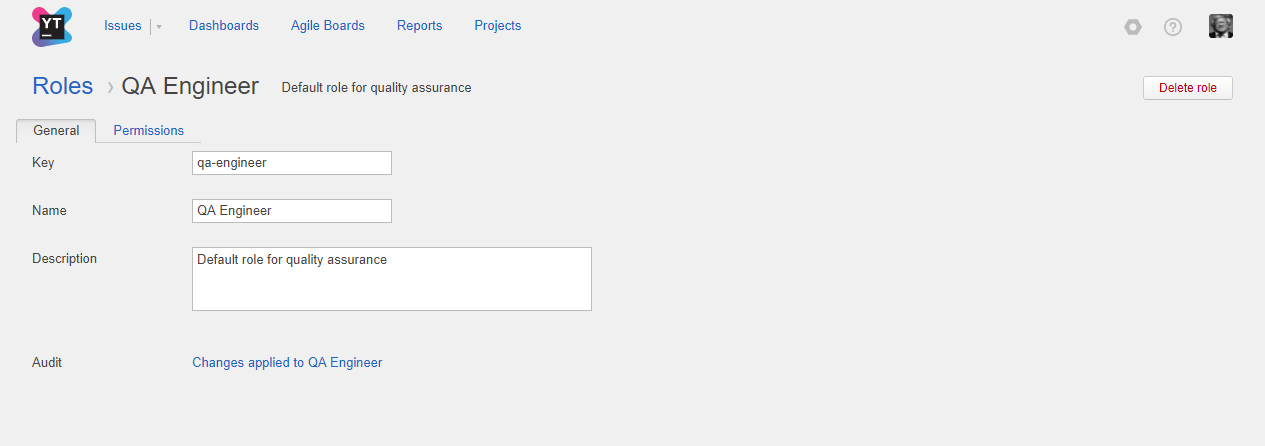 YT
Issues Dashboards Agile Boards Reports Projects
?
Roles › QA Engineer Default role for quality assurance Delete role
General Permissions
Key qa-engineer
Name QA Engineer
Description Default role for quality assurance
Audit Changes applied to QA Engineer